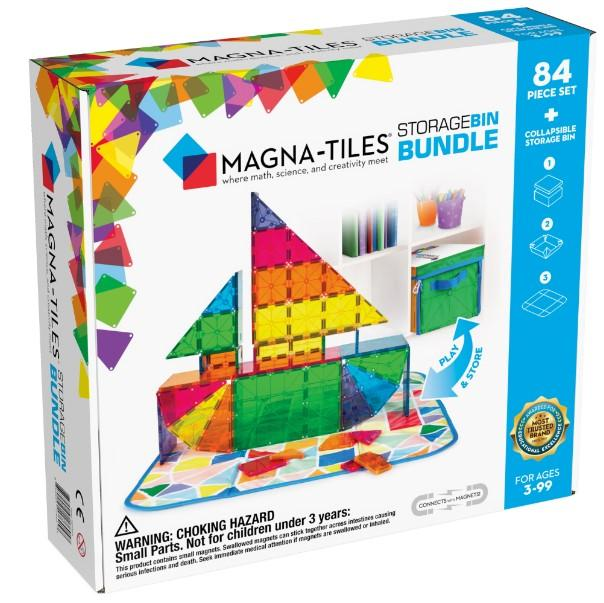 MAGNA-TILES STORAGEBIN BUNDLE
84 PIECE SET
3-99
84
PIECE SET
+
COLLAPSIBLE
STORAGE BIN
1
2
3
MAGNA-TILES®
where math, science, and creativity meet
STORAGEBIN
BUNDLE
PLAY
& STORE
MAGNA-TILES
STORAGEBIN
BUNDLE
CE
MOST
TRUSTED
BRAND
FOR AGES
3-99
CONNECTS WITH MAGNETS!
WARNING: CHOKING HAZARD
Small Parts. Not for children under 3 years:
This product contains small magnets. Swallowed magnets can stick together across intestines causing
serious infections and death. Seek immediate medical attention if magnets are swallowed or inhaled.